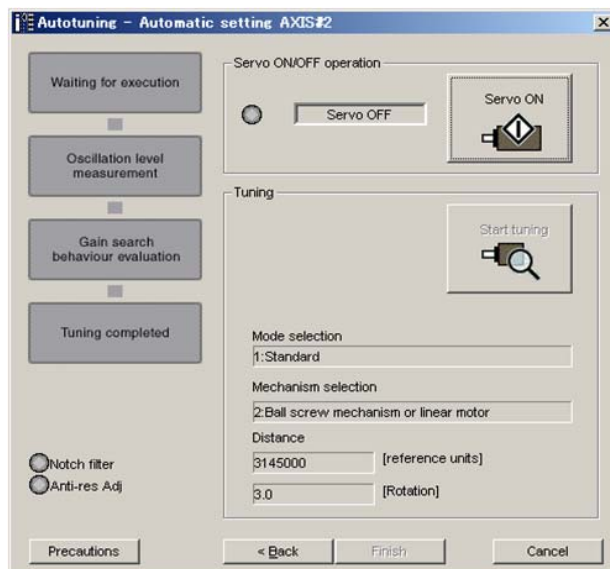 Autotuning - Automatic setting AXIS#2
Waiting for execution
Oscillation level
measurement
Gain search
behaviour evaluation
Tuning completed
Notch filter
Anti-res Adj
Servo ON/OFF operation
Servo OFF
Servo ON
Tuning
Start tuning
Mode selection
1:Standard
Mechanism selection
2:Ball screw mechanism or linear motor
Distance
3145000 [reference units]
3.0 [Rotation]
Precautions
< Back
Finish
Cancel